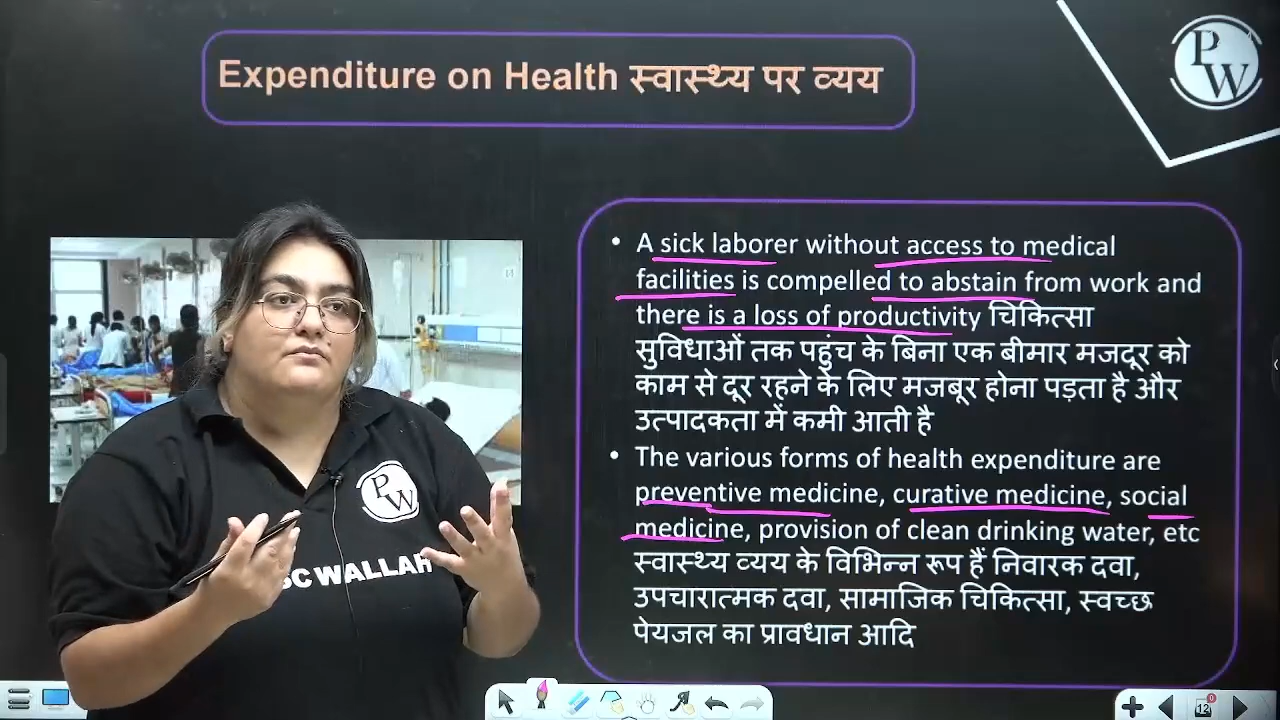 Expenditure on Health स्वास्थ्य पर व्यय
PW
• A sick laborer without access to medical
facilities is compelled to abstain from work and
there is a loss of productivity चिकित्सा
सुविधाओं तक पहुंच के बिना एक बीमार मजदूर को
काम से दूर रहने के लिए मजबूर होना पड़ता है और
उत्पादकता में कमी आती है
• The various forms of health expenditure are
preventive medicine, curative medicine, social
medicine, provision of clean drinking water, etc
स्वास्थ्य व्यय के विभिन्न रूप हैं निवारक दवा,
उपचारात्मक दवा, सामाजिक चिकित्सा, स्वच्छ
पेयजल का प्रावधान आदि
PW
SC WALLAH
12